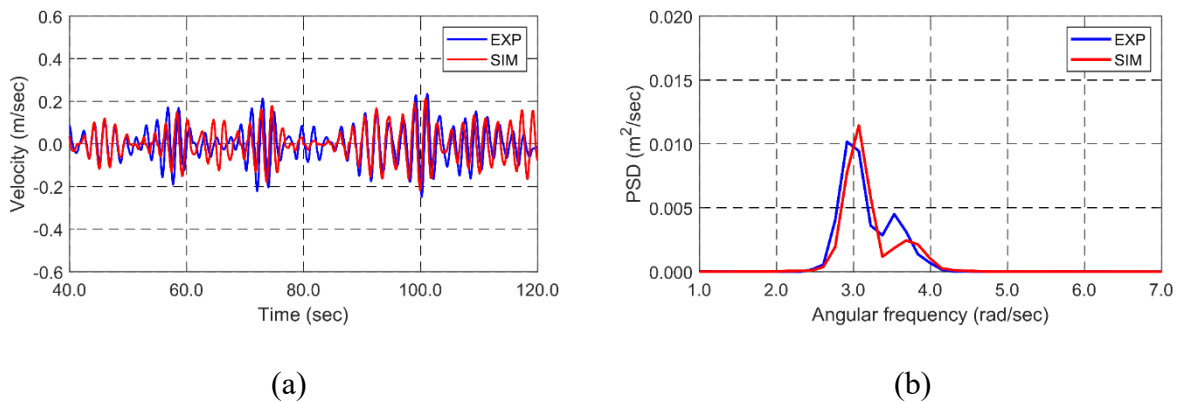 0.6
0.4
0.2
0.0
-0.2
-0.4
-0.6
Velocity (m/sec)
EXP
SIM
40.0 60.0 80.0 100.0 120.0
Time (sec)
(a)
0.020
0.015
0.010
0.005
0.000
PSD (m²/sec)
EXP
SIM
1.0 2.0 3.0 4.0 5.0 6.0 7.0
Angular frequency (rad/sec)
(b)